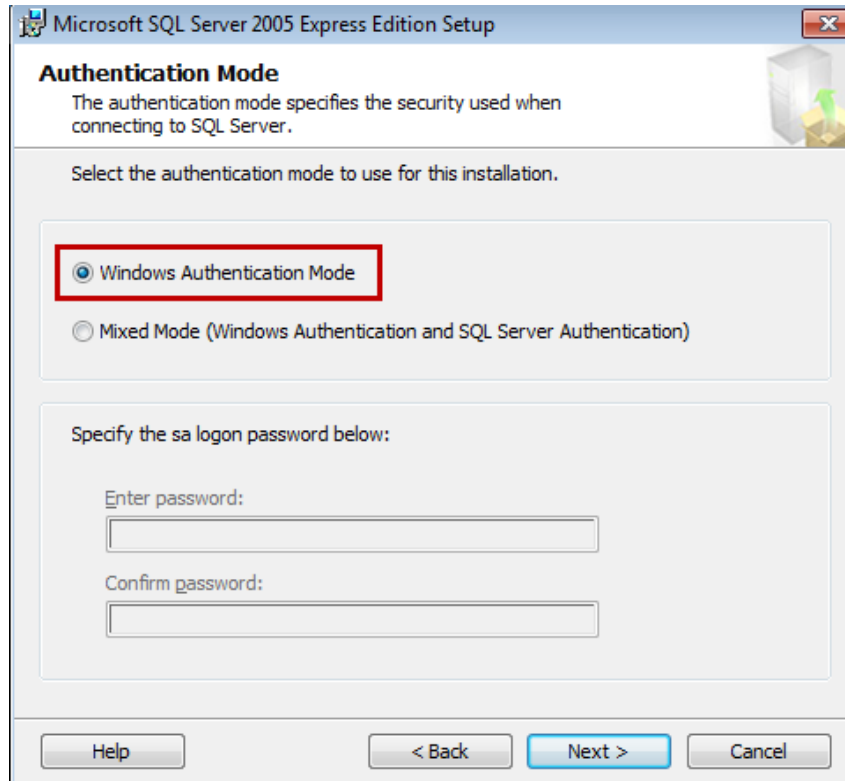 Microsoft SQL Server 2005 Express Edition Setup
Authentication Mode
The authentication mode specifies the security used when
connecting to SQL Server.
Select the authentication mode to use for this installation.
Windows Authentication Mode
Mixed Mode (Windows Authentication and SQL Server Authentication)
Specify the sa logon password below:
Enter password:
Confirm password:
Help < Back Next > Cancel